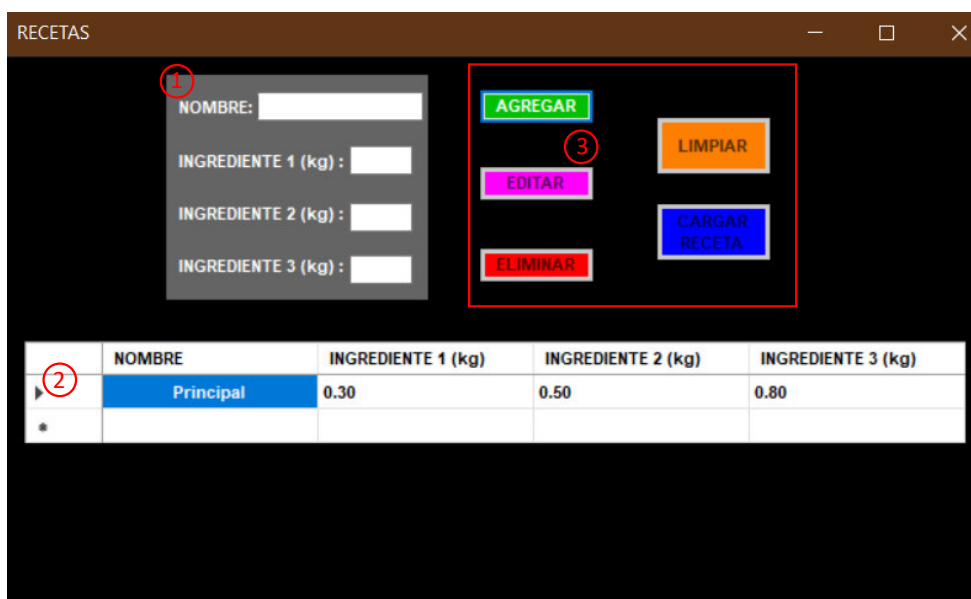 RECETAS
1
NOMBRE:
INGREDIENTE 1 (kg) :
INGREDIENTE 2 (kg) :
INGREDIENTE 3 (kg) :
AGREGAR
3
EDITAR
ELIMINAR
LIMPIAR
CARGAR
RECETA
NOMBRE INGREDIENTE 1 (kg) INGREDIENTE 2 (kg) INGREDIENTE 3 (kg)
2
Principal 0.30 0.50 0.80